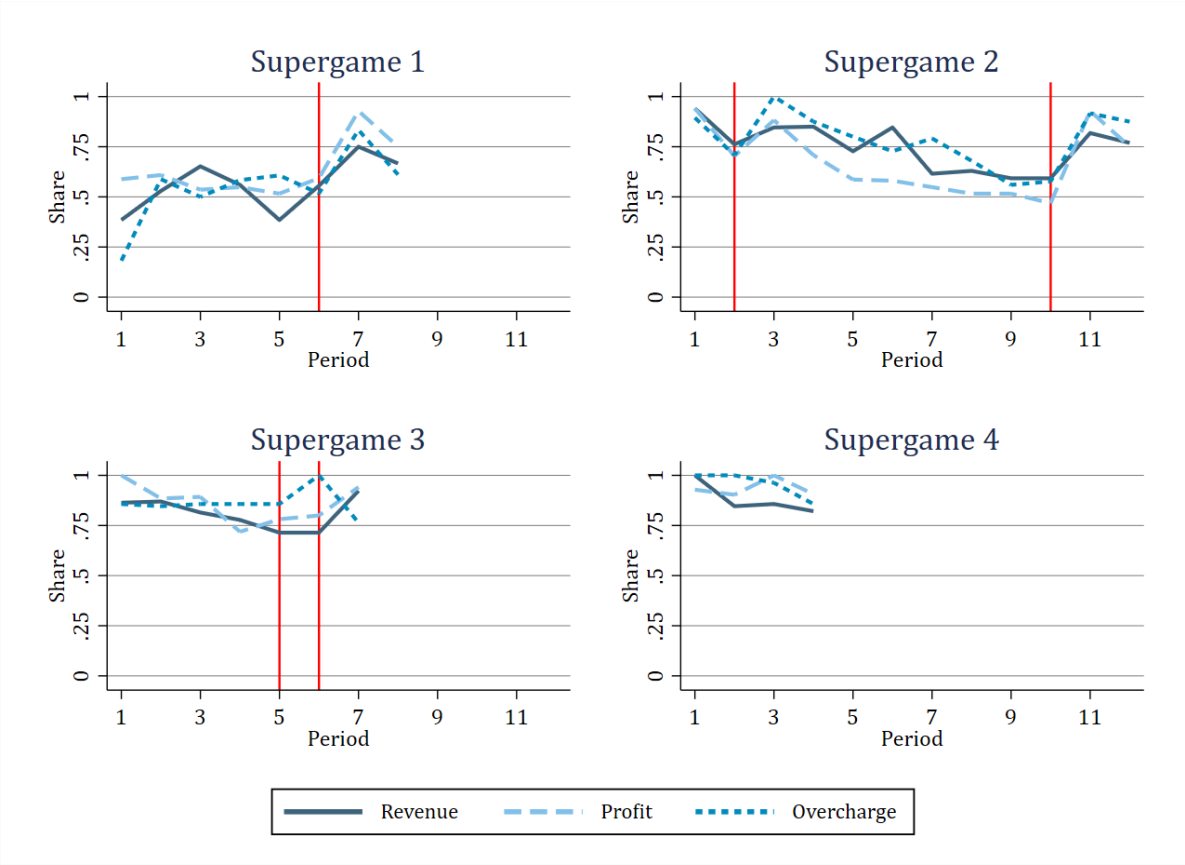 Supergame 1
Share
1
.75
.5
.25
0
1 3 5 7 9 11
Period
Supergame 2
Share
1
.75
.5
.25
0
1 3 5 7 9 11
Period
Supergame 3
Share
1
.75
.5
.25
0
1 3 5 7 9 11
Period
Supergame 4
Share
1
.75
.5
.25
0
1 3 5 7 9 11
Period
Revenue Profit Overcharge